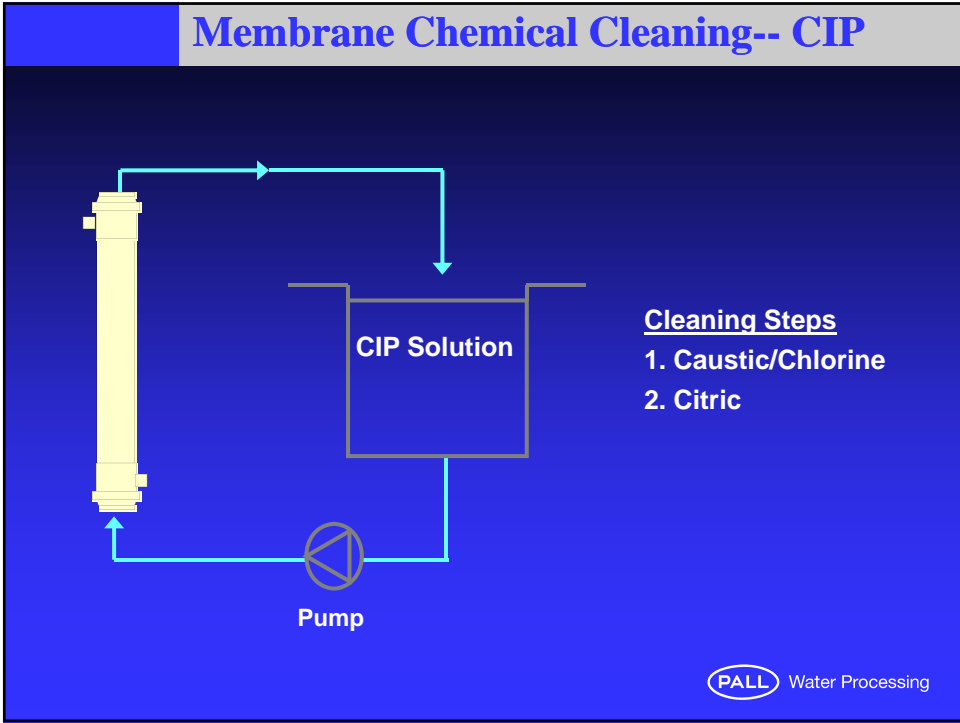 Membrane Chemical Cleaning-- CIP
CIP Solution
Cleaning Steps
1. Caustic/Chlorine
2. Citric
Pump
PALL Water Processing